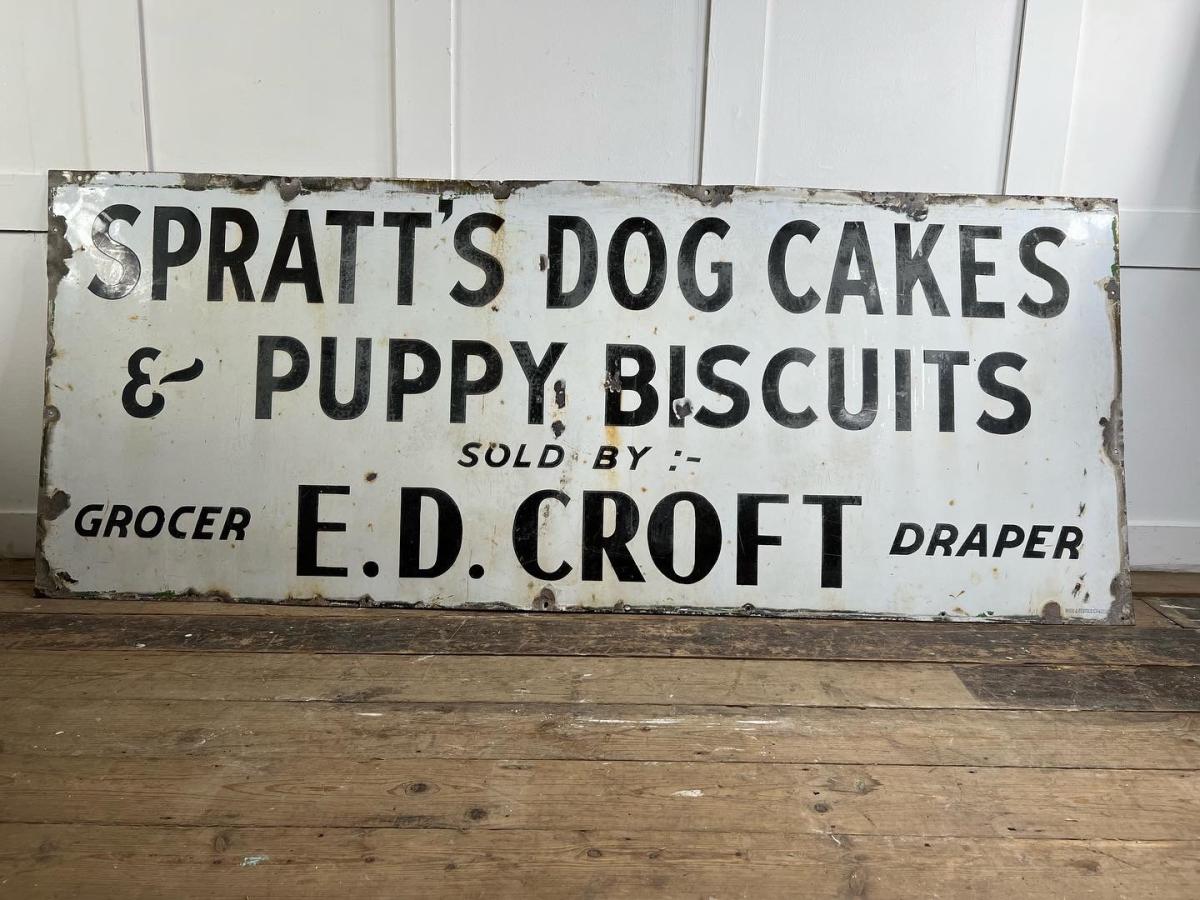 SPRATT'S DOG CAKES
& PUPPY BISCUITS
SOLD BY :-
GROCER E.D. CROFT DRAPER